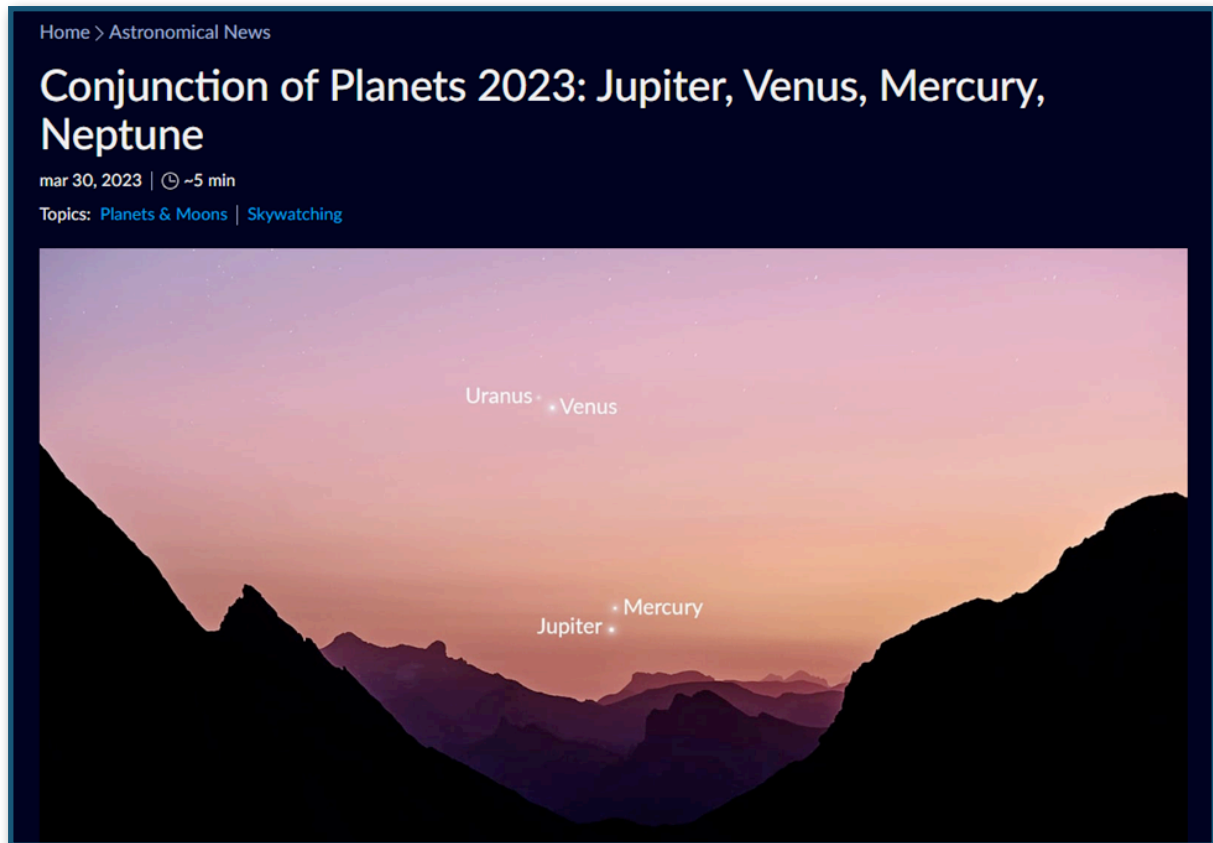 Home > Astronomical News
Conjunction of Planets 2023: Jupiter, Venus, Mercury,
Neptune
mar 30, 2023 | ~5 min
Topics: Planets & Moons | Skywatching
Uranus
Venus
Mercury
Jupiter